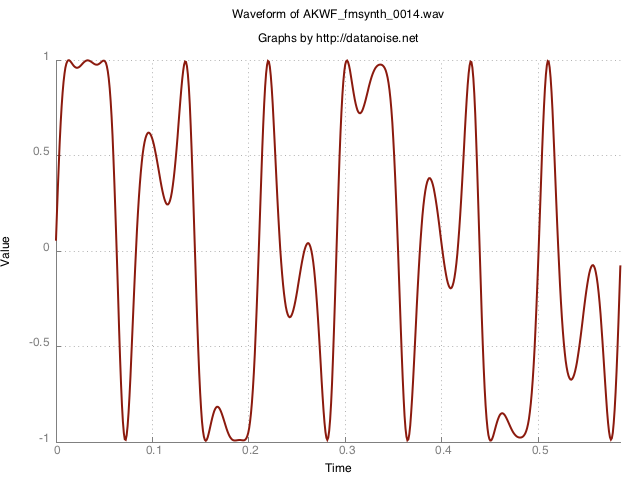 Waveform of AKWF_fmsynth_0014.wav
Graphs by http://datanoise.net
1
0.5
0
-0.5
-1
Value
0 0.1 0.2 0.3 0.4 0.5
Time